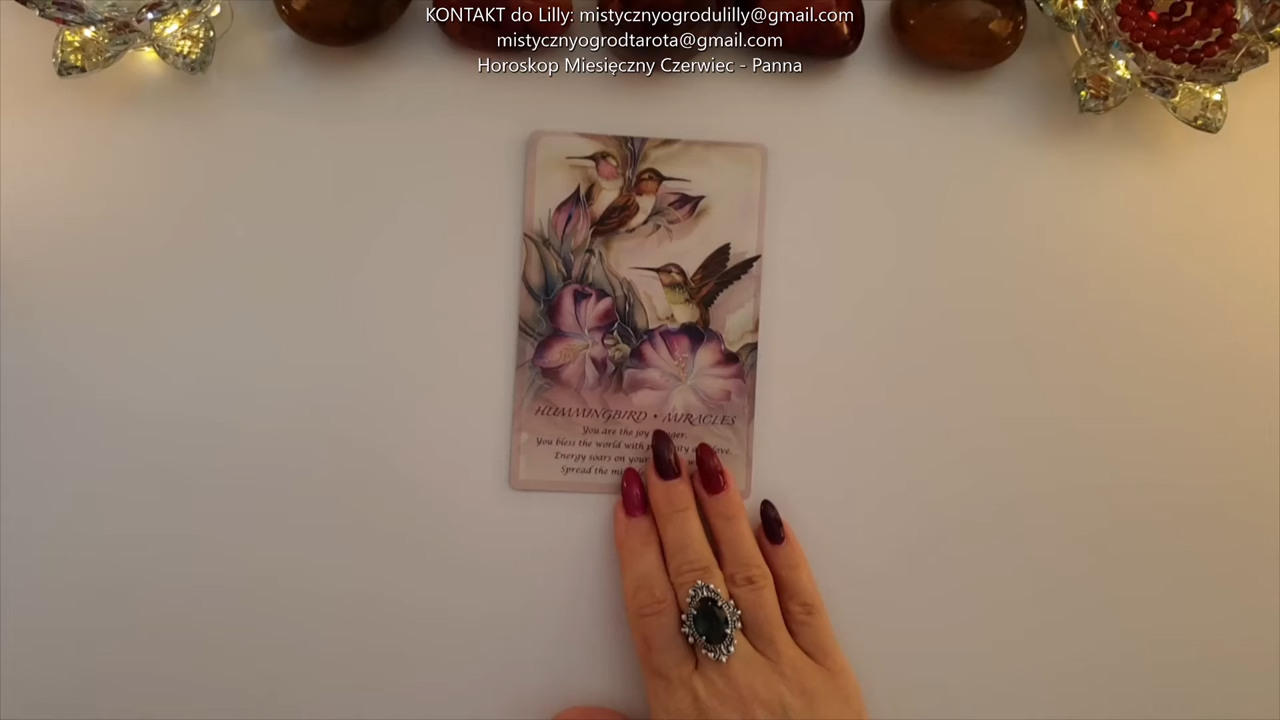 KONTAKT do Lilly: mistycznyogrodulilly@gmail.com
mistycznyogrodtarota@gmail.com
Horoskop Miesięczny Czerwiec - Panna
HUMMINGBIRD • MIRACLES
You are the joy
You bless the world with
Energy soars on your
Spread the